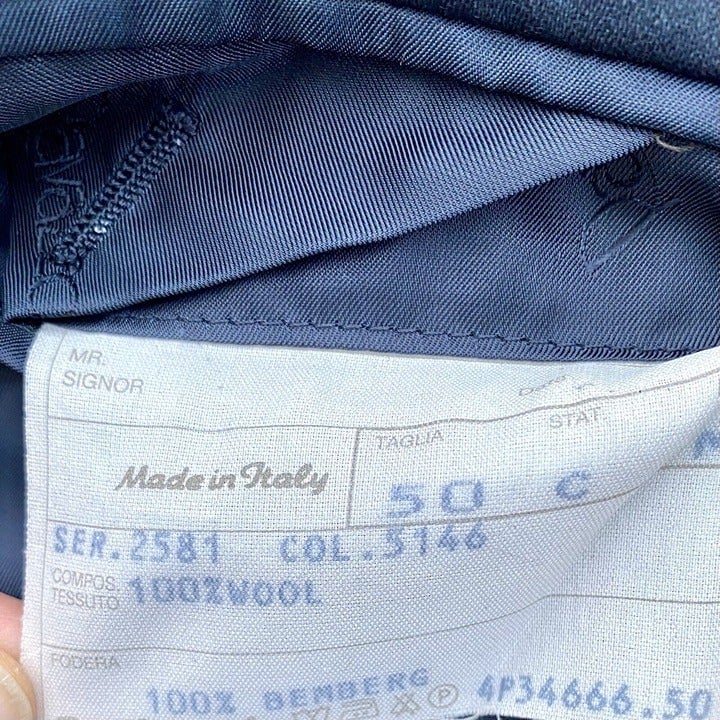 MR.
SIGNOR
TAGLIA
STAT.
Made in Italy
50 C
SER.2581 COL.5146
COMPOS.
TESSUTO 100%WOOL
FODERA
100% BEMBERG 4P34666.50